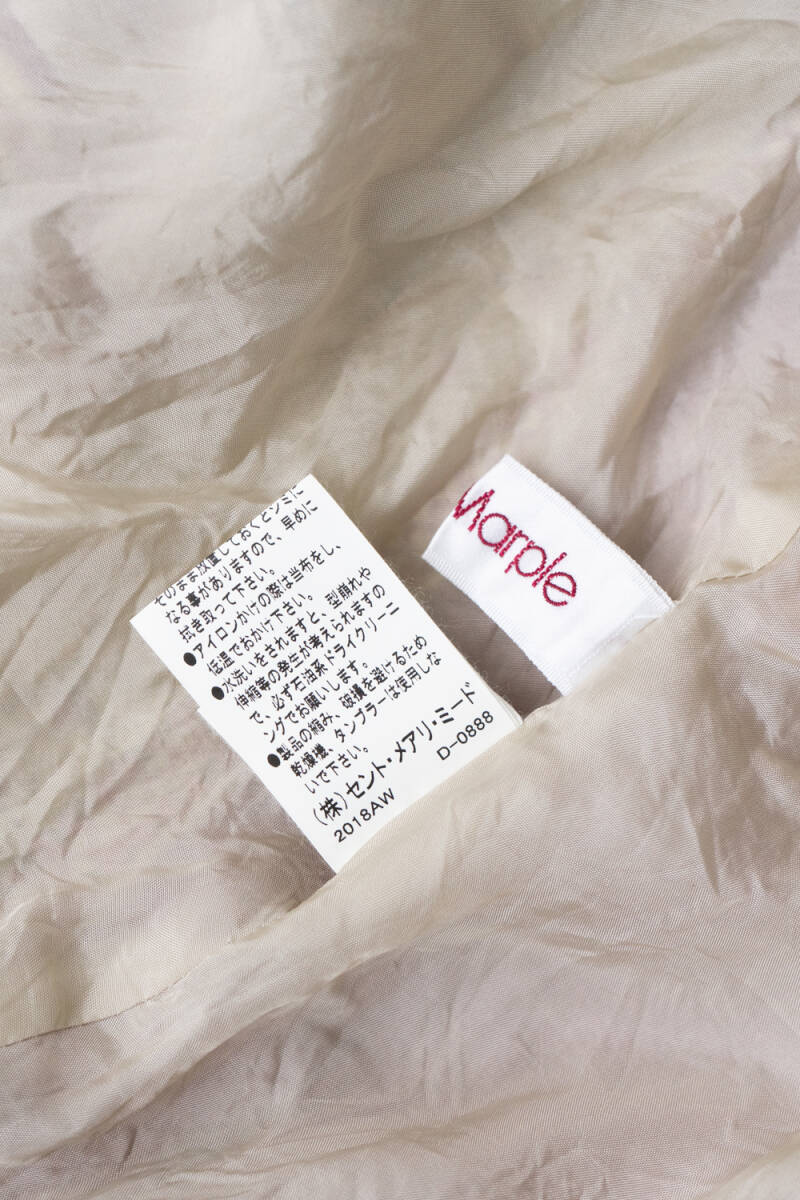 そのまま放置しておくとシミに
なる事がありますので、早めに
拭き取って下さい。
●アイロンかけの際は当布をし、
低温でおかけ下さい。
●水洗いをされますと、型崩れや
伸縮等の発生が考えられますの
で、必ず石油系ドライクリーニ
ングでお願いします。
●製品の縮み、破損を避けるため
乾燥機、タンブラーは使用しな
いで下さい。
(株)セント・メアリ・ミード
2018AW D-0888
Marple